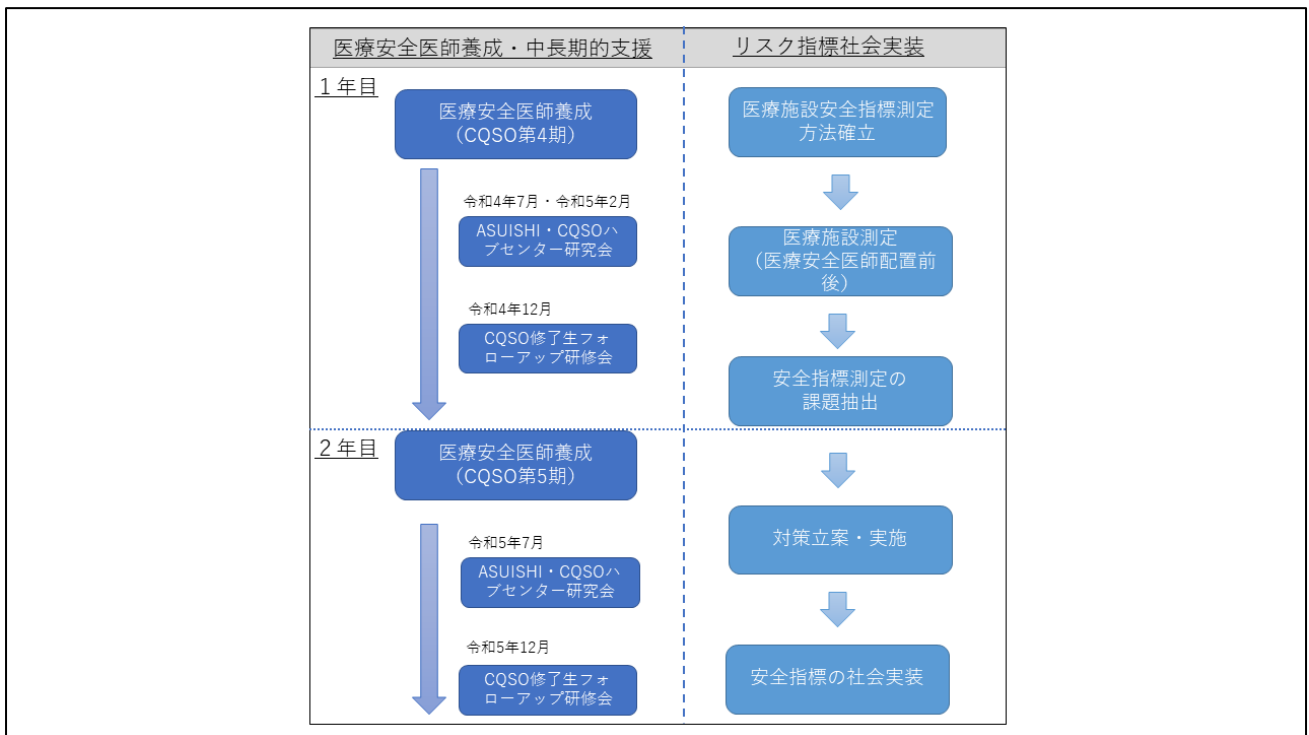 医療安全医師養成・中長期的支援
リスク指標社会実装
1年目
医療安全医師養成
（CQSO第4期）
令和4年7月・令和5年2月
ASUISHI・CQSOハ
ブセンター研究会
令和4年12月
CQSO修了生フォ
ローアップ研修会
医療施設安全指標測定
方法確立
医療施設測定
（医療安全医師配置前
後）
安全指標測定の
課題抽出
2年目
医療安全医師養成
（CQSO第5期）
令和5年7月
ASUISHI・CQSOハ
ブセンター研究会
令和5年12月
CQSO修了生フォ
ローアップ研修会
対策立案・実施
安全指標の社会実装